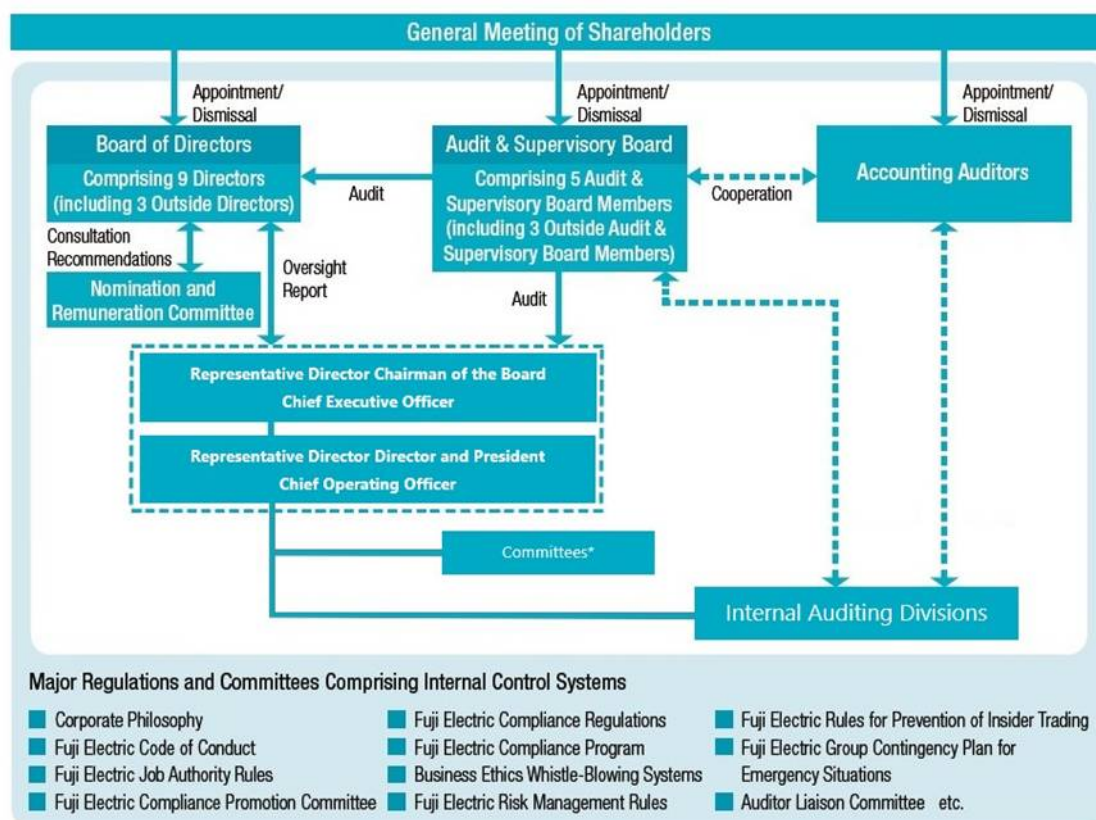 General Meeting of Shareholders
Appointment/
Dismissal
Appointment/
Dismissal
Appointment/
Dismissal
Board of Directors
Comprising 9 Directors
(including 3 Outside Directors)
Audit
Audit & Supervisory Board
Comprising 5 Audit &
Supervisory Board Members
(including 3 Outside Audit &
Supervisory Board Members)
Cooperation
Accounting Auditors
Consultation
Recommendations
Nomination and
Remuneration Committee
Oversight
Report
Audit
Representative Director Chairman of the Board
Chief Executive Officer
Representative Director Director and President
Chief Operating Officer
Committees*
Internal Auditing Divisions
Major Regulations and Committees Comprising Internal Control Systems
Corporate Philosophy
Fuji Electric Code of Conduct
Fuji Electric Job Authority Rules
Fuji Electric Compliance Promotion Committee
Fuji Electric Compliance Regulations
Fuji Electric Compliance Program
Business Ethics Whistle-Blowing Systems
Fuji Electric Risk Management Rules
Fuji Electric Rules for Prevention of Insider Trading
Fuji Electric Group Contingency Plan for
Emergency Situations
Auditor Liaison Committee etc.